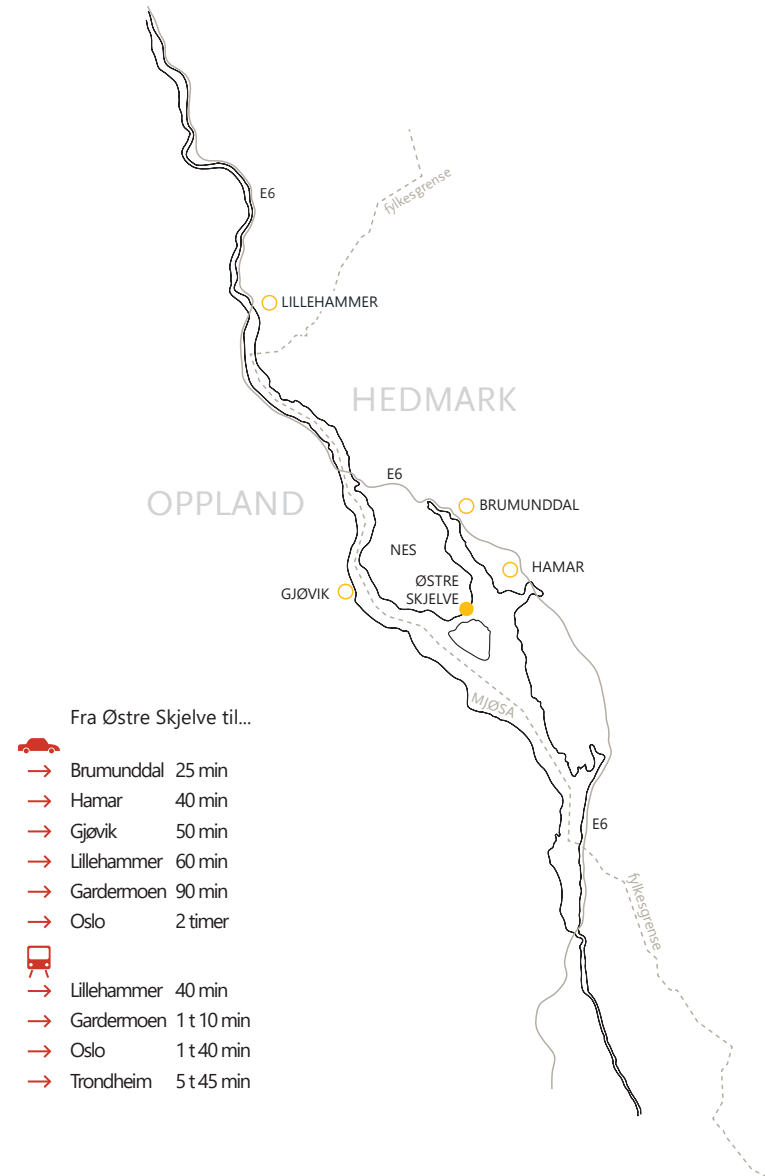 E6
fylkesgrense
LILLEHAMMER
HEDMARK
E6
OPPLAND
BRUMUNDDAL
NES
HAMAR
ØSTRE
SKJELVE
GJØVIK
MJØSA
E6
fylkesgrense
Fra Østre Skjelve til...
Brumunddal 25 min
Hamar 40 min
Gjøvik 50 min
Lillehammer 60 min
Gardermoen 90 min
Oslo 2 timer
Lillehammer 40 min
Gardermoen 1 t 10 min
Oslo 1 t 40 min
Trondheim 5 t 45 min